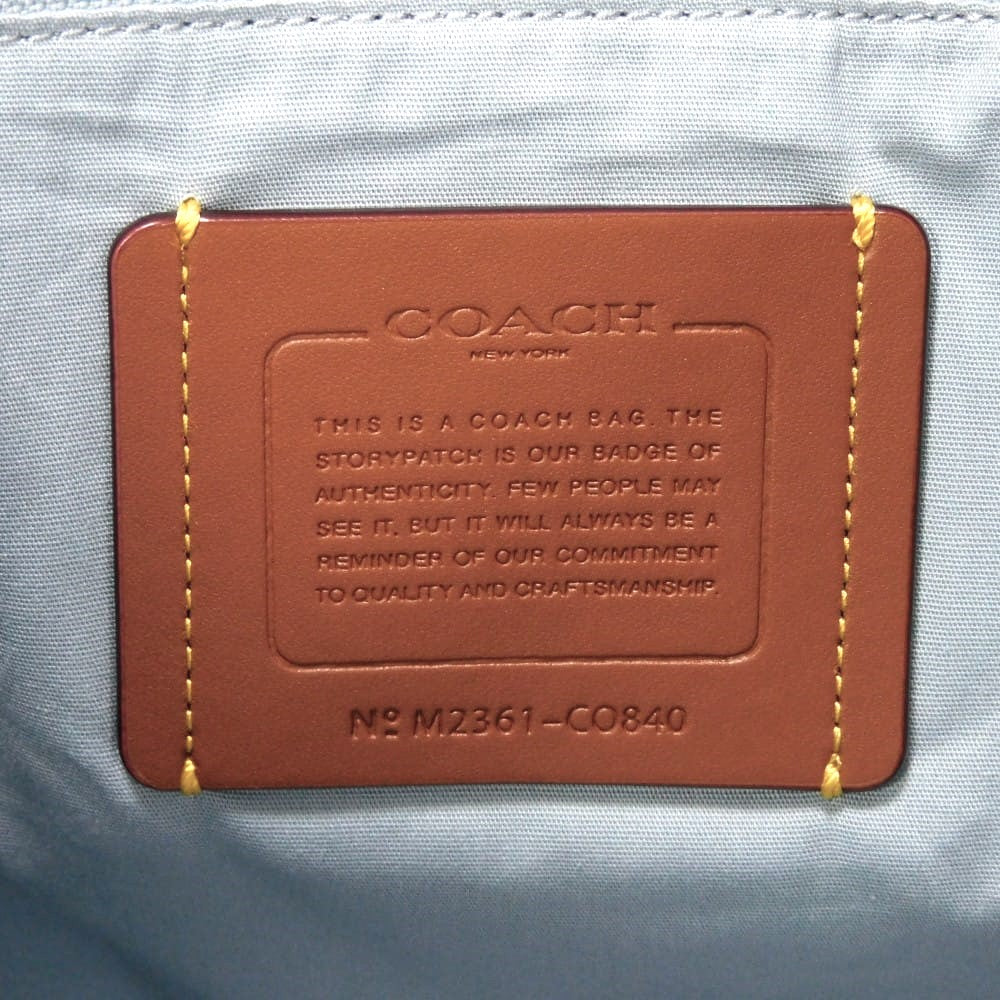 COACH
NEW YORK
THIS IS A COACH BAG. THE
STORYPATCH IS OUR BADGE OF
AUTHENTICITY. FEW PEOPLE MAY
SEE IT, BUT IT WILL ALWAYS BE A
REMINDER OF OUR COMMITMENT
TO QUALITY AND CRAFTSMANSHIP.
Nº M2361-CO840